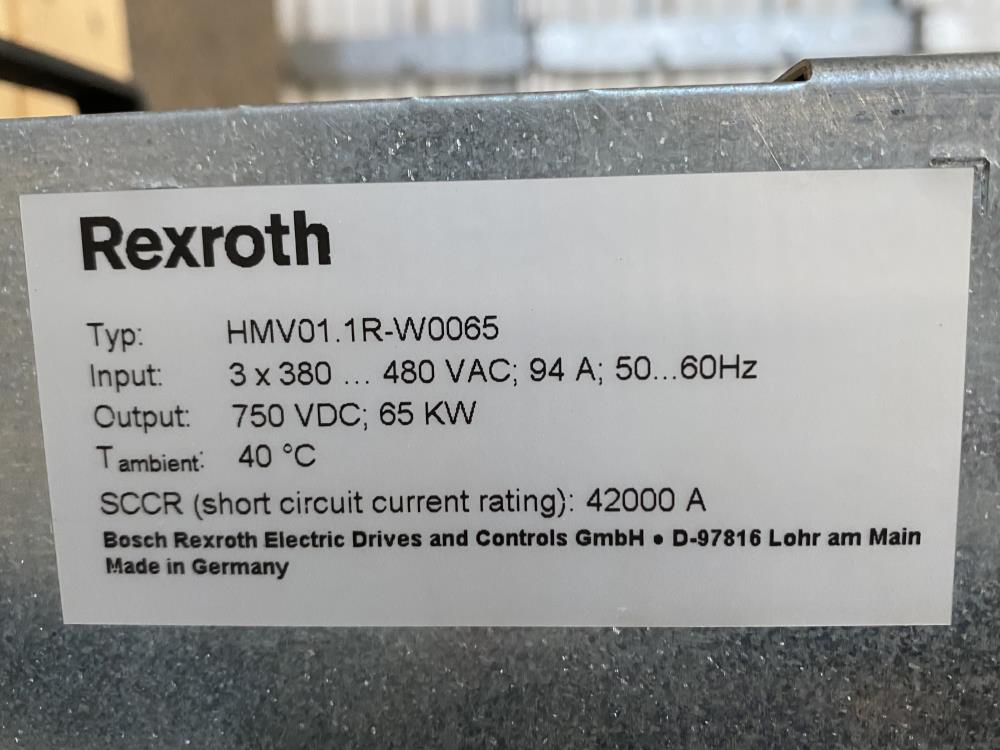 Rexroth
Typ: HMV01.1R-W0065
Input: 3 x 380 ... 480 VAC; 94 A; 50...60Hz
Output: 750 VDC; 65 KW
T ambient: 40 °C
SCCR (short circuit current rating): 42000 A
Bosch Rexroth Electric Drives and Controls GmbH • D-97816 Lohr am Main
Made in Germany